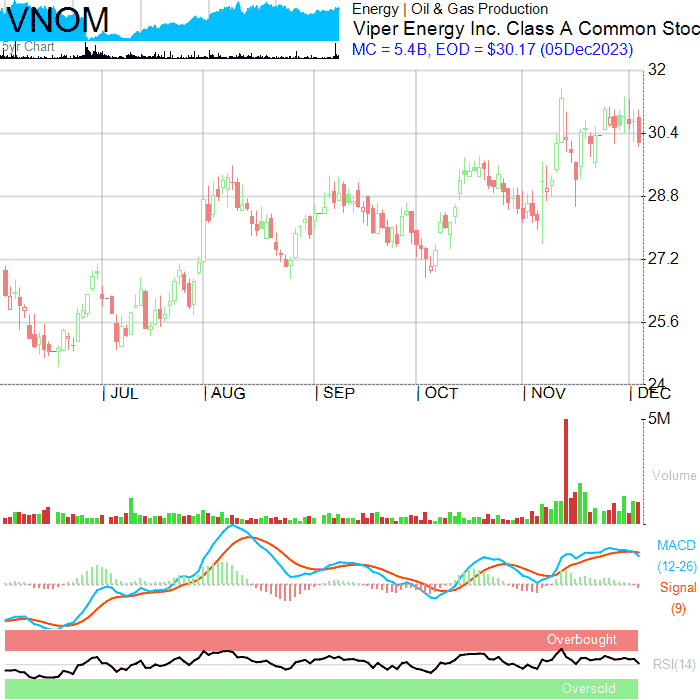 VNOM
5yr Chart
Energy | Oil & Gas Production
Viper Energy Inc. Class A Common Stoc
MC = 5.4B, EOD = $30.17 (05Dec2023)
32
30.4
28.8
27.2
25.6
24
| JUL | AUG | SEP | OCT | NOV | DEC
5M
Volume
MACD
(12-26)
Signal
(9)
Overbought
RSI(14)
Oversold